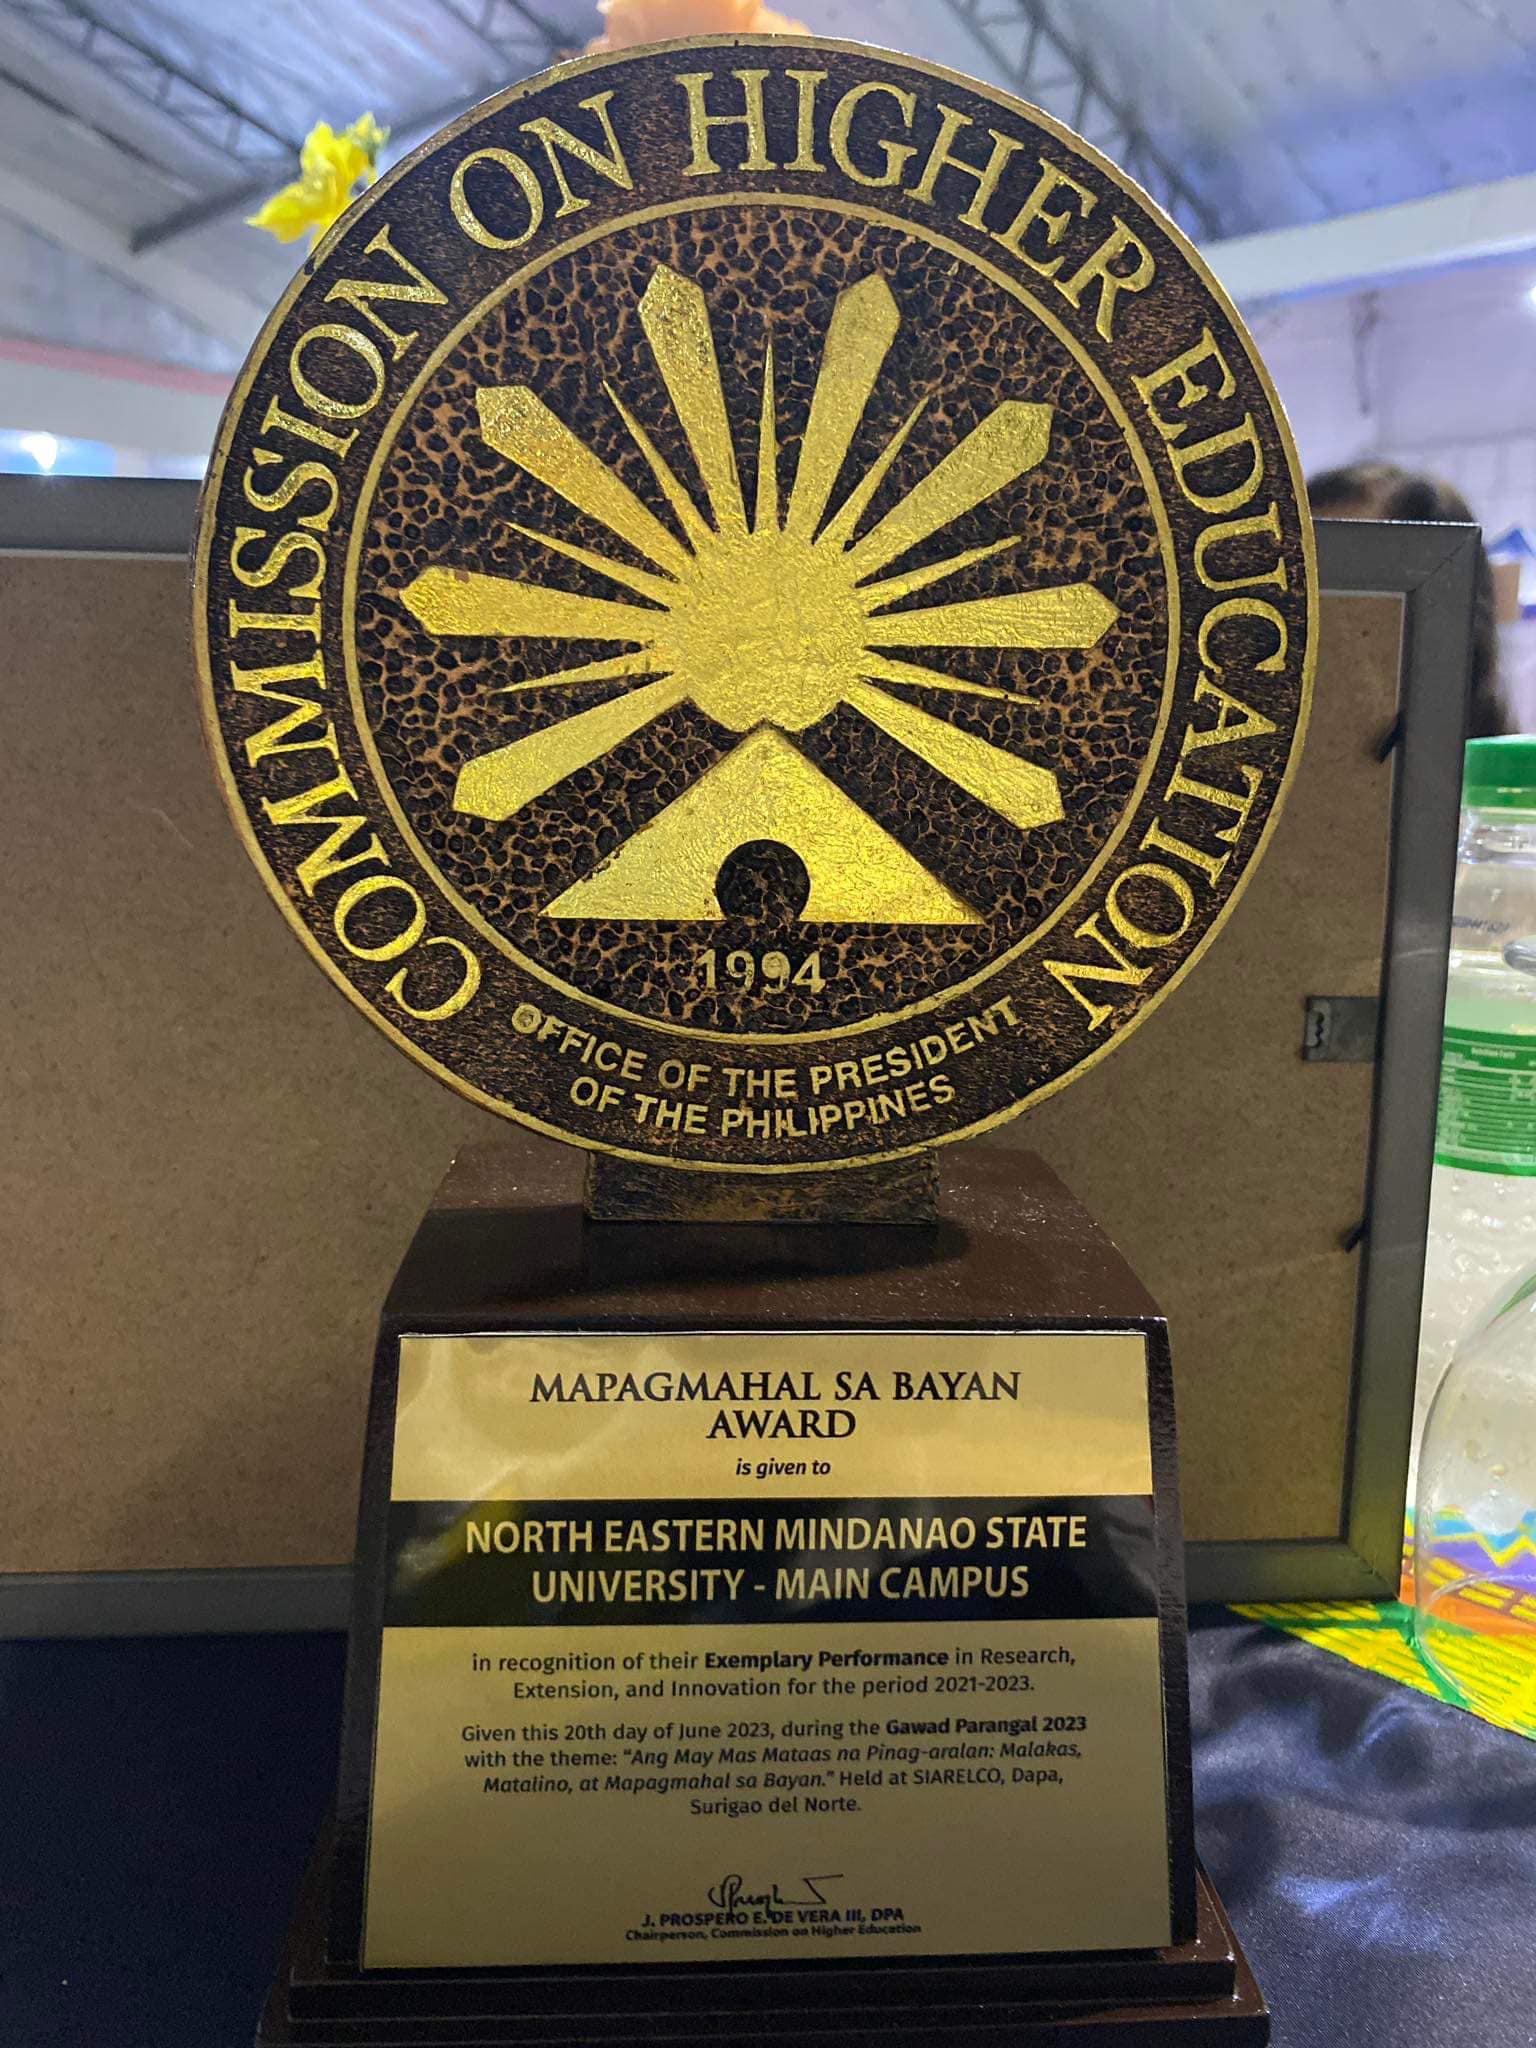 COMMISSION ON HIGHER EDUCATION
1994
OFFICE OF THE PRESIDENT
OF THE PHILIPPINES
MAPAGMAHAL SA BAYAN
AWARD
is given to
NORTH EASTERN MINDANAO STATE
UNIVERSITY - MAIN CAMPUS
in recognition of their Exemplary Performance in Research,
Extension, and Innovation for the period 2021-2023.
Given this 20th day of June 2023, during the Gawad Parangal 2023
with the theme: "Ang May Mas Mataas na Pinag-aralan: Malakas,
Matalino, at Mapagmahal sa Bayan." Held at SIARELCO, Dapa,
Surigao del Norte.
J. PROSPERO E. DE VERA III, DPA
Chairperson, Commission on Higher Education